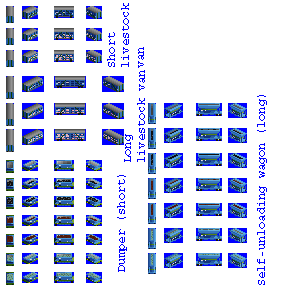 Short
livestock van
Long
livestock van
Dumper (short)
Self-unloading wagon (long)